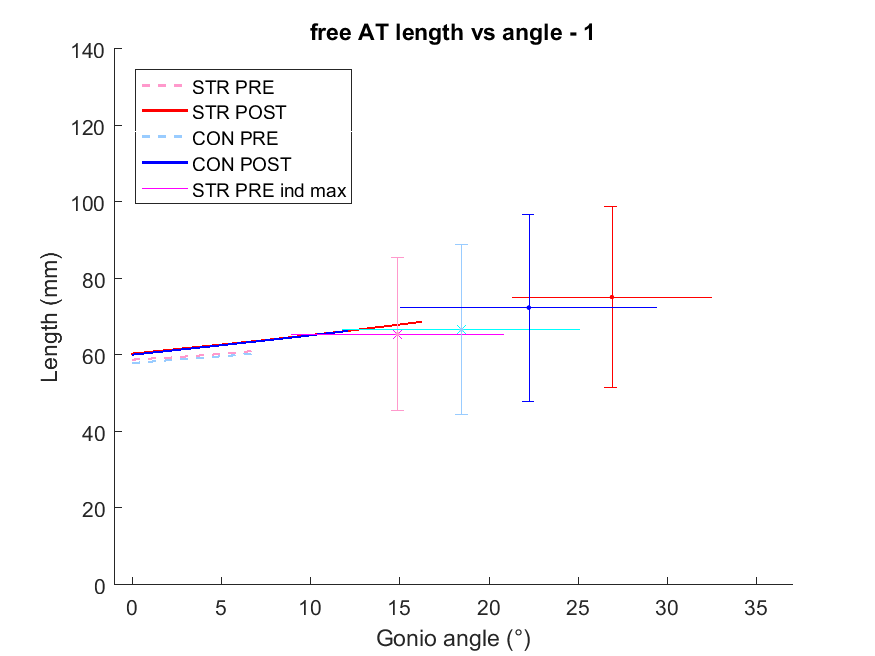 free AT length vs angle - 1
140
120
100
80
60
40
20
0
Length (mm)
STR PRE
STR POST
CON PRE
CON POST
STR PRE ind max
0 5 10 15 20 25 30 35
Gonio angle (°)